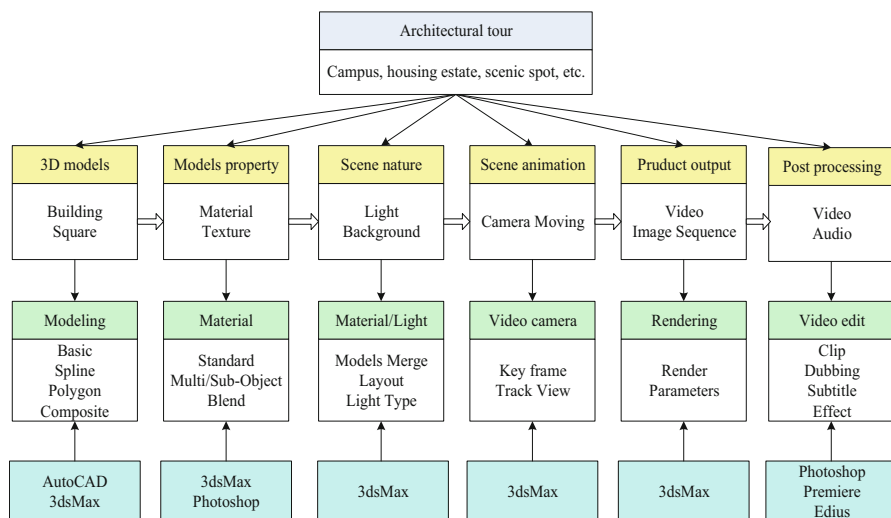 Architectural tour
Campus, housing estate, scenic spot, etc.
3D models
Building
Square
Models property
Material
Texture
Scene nature
Light
Background
Scene animation
Camera Moving
Pruduct output
Video
Image Sequence
Post processing
Video
Audio
Modeling
Basic
Spline
Polygon
Composite
Material
Standard
Multi/Sub-Object
Blend
Material/Light
Models Merge
Layout
Light Type
Video camera
Key frame
Track View
Rendering
Render
Parameters
Video edit
Clip
Dubbing
Subtitle
Effect
AutoCAD
3dsMax
3dsMax
Photoshop
3dsMax
3dsMax
3dsMax
Photoshop
Premiere
Edius